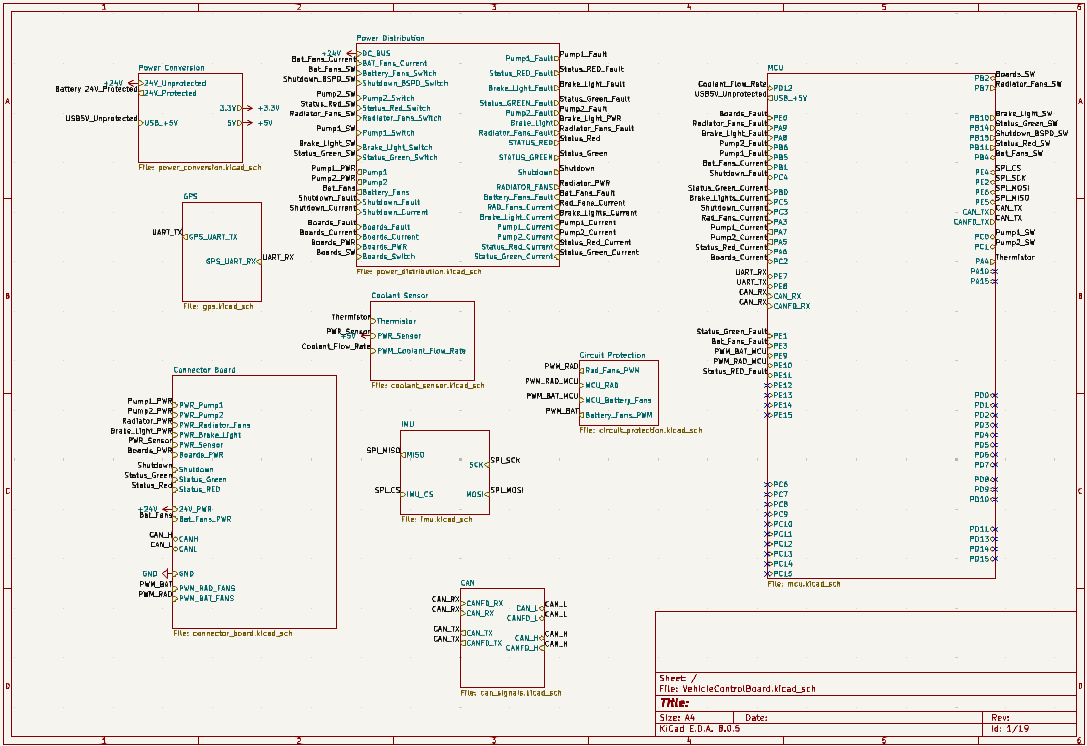 1 2 3 4 5 6
A
B
C
D
Power Conversion
+24V
Battery_24V_Protected
24V_Unprotected
24V_Protected
USB5V_Unprotected
USB_+5V
3.3V
+3.3V
5V
+5V
File: power_conversion.kicad_sch
GPS
UART_TX
GPS_UART_TX
GPS_UART_RX
UART_RX
File: gps.kicad_sch
Power Distribution
+24V
DC_BUS
Bat_Fans_Current
BAT_Fans_Current
Bat_Fans_SW
Battery_Fans_Switch
Shutdown_BSPD_SW
Shutdown_BSPD_Switch
Pump2_SW
Pump2_Switch
Status_Red_SW
Status_Red_Switch
Radiator_Fans_SW
Radiator_Fans_Switch
Pump1_SW
Pump1_Switch
Brake_Light_SW
Brake_Light_Switch
Status_Green_SW
Status_Green_Switch
Pump1_PWR
Pump1
Pump2_PWR
Pump2
Bat_Fans
Battery_Fans
Shutdown_Fault
Shutdown_Fault
Shutdown_Current
Shutdown_Current
Boards_Fault
Boards_Fault
Boards_Current
Boards_Current
Boards_PWR
Boards_PWR
Boards_SW
Boards_Switch
Pump1_Fault
Pump1_Fault
Status_RED_Fault
Status_RED_Fault
Brake_Light_Fault
Brake_Light_Fault
Status_GREEN_Fault
Status_Green_Fault
Pump2_Fault
Pump2_Fault
Brake_Light
Brake_Light_PWR
Radiator_Fans_Fault
Radiator_Fans_Fault
STATUS_RED
Status_Red
STATUS_GREEN
Status_Green
Shutdown
Shutdown
RADIATOR_FANS
Radiator_PWR
Battery_Fans_Fault
Bat_Fans_Fault
RAD_Fans_Current
Rad_Fans_Current
Brake_Light_Current
Brake_Lights_Current
Pump1_Current
Pump1_Current
Pump2_Current
Pump2_Current
Status_Red_Current
Status_Red_Current
Status_Green_Current
Status_Green_Current
File: power_distribution.kicad_sch
Coolant Sensor
Thermistor
Thermistor
PWR_Sensor
+5V
PWR_Sensor
Coolant_Flow_Rate
PWM_Coolant_Flow_Rate
File: coolant_sensor.kicad_sch
Circuit Protection
PWM_RAD
Rad_Fans_PWM
PWM_RAD_MCU
MCU_RAD
PWM_BAT_MCU
MCU_Battery_Fans
PWM_BAT
Battery_Fans_PWM
File: circuit_protection.kicad_sch
Connector Board
Pump1_PWR
PWR_Pump1
Pump2_PWR
PWR_Pump2
Radiator_PWR
PWR_Radiator_Fans
Brake_Light_PWR
PWR_Brake_Light
PWR_Sensor
PWR_Sensor
Boards_PWR
Boards_PWR
Shutdown
Shutdown
Status_Green
Status_Green
Status_Red
Status_RED
+24V
24V_PWR
Bat_Fans
Bat_Fans_PWR
CAN_H
CANH
CAN_L
CANL
GND
GND
PWM_BAT
PWM_RAD_FANS
PWM_RAD
PWM_BAT_FANS
File: connector_board.kicad_sch
IMU
SPI_MISO
MISO
SCK
SPI_SCK
SPI_CS
IMU_CS
MOSI
SPI_MOSI
File: imu.kicad_sch
CAN
CAN_RX
CANFD_RX
CAN_RX
CAN_RX
CAN_TX
CAN_TX
CAN_TX
CANFD_TX
CAN_L
CAN_L
CANFD_L
CAN_L
CAN_H
CAN_H
CANFD_H
CAN_H
File: can_signals.kicad_sch
MCU
Coolant_Flow_Rate
PD12
USB5V_Unprotected
USB_+5V
Boards_Fault
PE0
Radiator_Fans_Fault
PA9
Brake_Light_Fault
PA8
Pump2_Fault
PB6
Pump1_Fault
PB5
Bat_Fans_Current
PB1
Shutdown_Fault
PC4
Status_Green_Current
PB0
Brake_Lights_Current
PC5
Shutdown_Current
PC3
Rad_Fans_Current
PA3
Pump1_Current
PA7
Pump2_Current
PA5
Status_Red_Current
PA6
Boards_Current
PC2
UART_RX
PE7
UART_TX
PE8
CAN_RX
CAN_RX
CAN_RX
CANFD_RX
Status_Green_Fault
PE1
Bat_Fans_Fault
PE3
PWM_BAT_MCU
PE9
PWM_RAD_MCU
PE10
Status_RED_Fault
PE11
PE12
PE13
PE14
PE15
PC6
PC7
PC8
PC9
PC10
PC11
PC12
PC13
PC14
PC15
PB2
Boards_SW
PB7
Radiator_Fans_SW
PB10
Brake_Light_SW
PB14
Status_Green_SW
PB15
Shutdown_BSPD_SW
PB11
Status_Red_SW
PB4
Bat_Fans_SW
PE4
SPI_CS
PE2
SPI_SCK
PE6
SPI_MOSI
PE5
SPI_MISO
CAN_TX
CAN_TX
CANFD_TX
CAN_TX
PC0
Pump1_SW
PC1
Pump2_SW
PA4
Thermistor
PA10
PA15
PD0
PD1
PD2
PD3
PD4
PD5
PD6
PD7
PD8
PD9
PD10
PD11
PD13
PD14
PD15
File: mcu.kicad_sch
Sheet: /
File: VehicleControlBoard.kicad_sch
Title:
Size: A4 Date: Rev:
KiCad E.D.A. 8.0.5 Id: 1/19
1 2 3 4 5 6
A
B
C
D